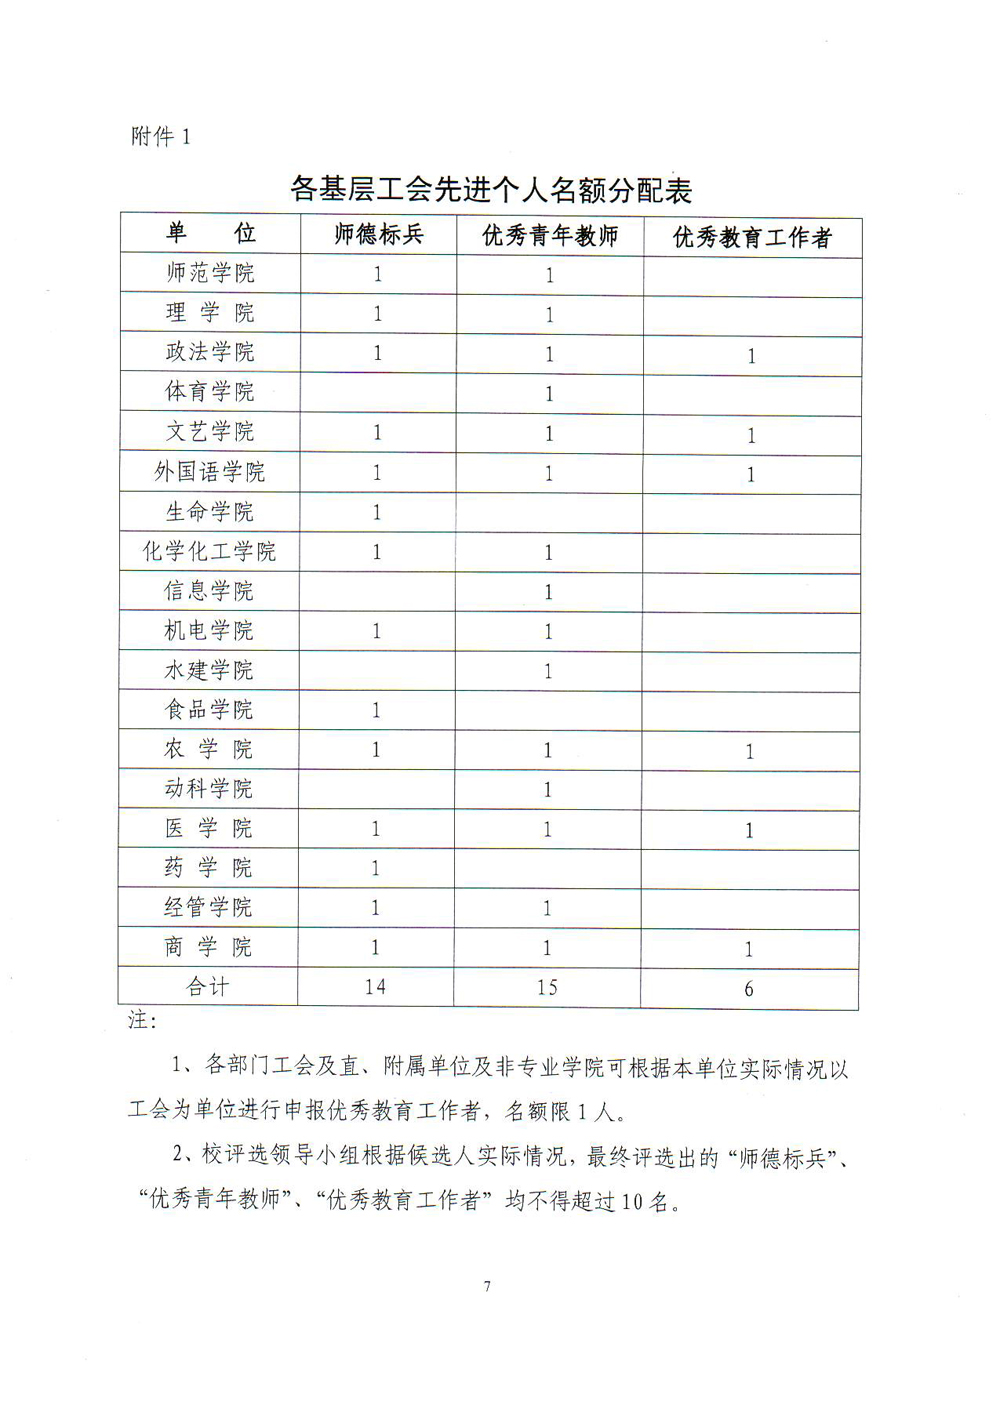 附件1
各基层工会先进个人名额分配表
单 位 师德标兵 优秀青年教师 优秀教育工作者
师范学院 1 1
理学院 1 1
政法学院 1 1 1
体育学院 1
文艺学院 1 1 1
外国语学院 1 1 1
生命学院 1
化学化工学院 1 1
信息学院 1
机电学院 1 1
水建学院 1
食品学院 1
农学院 1 1 1
动科学院 1
医学院 1 1 1
药学院 1
经管学院 1 1
商学院 1 1 1
合计 14 15 6
注：
1、各部门工会及直、附属单位及非专业学院可根据本单位实际情况以
工会为单位进行申报优秀教育工作者，名额限1人。
2、校评选领导小组根据候选人实际情况，最终评选出的“师德标兵”、
“优秀青年教师”、“优秀教育工作者”均不得超过10名。
7